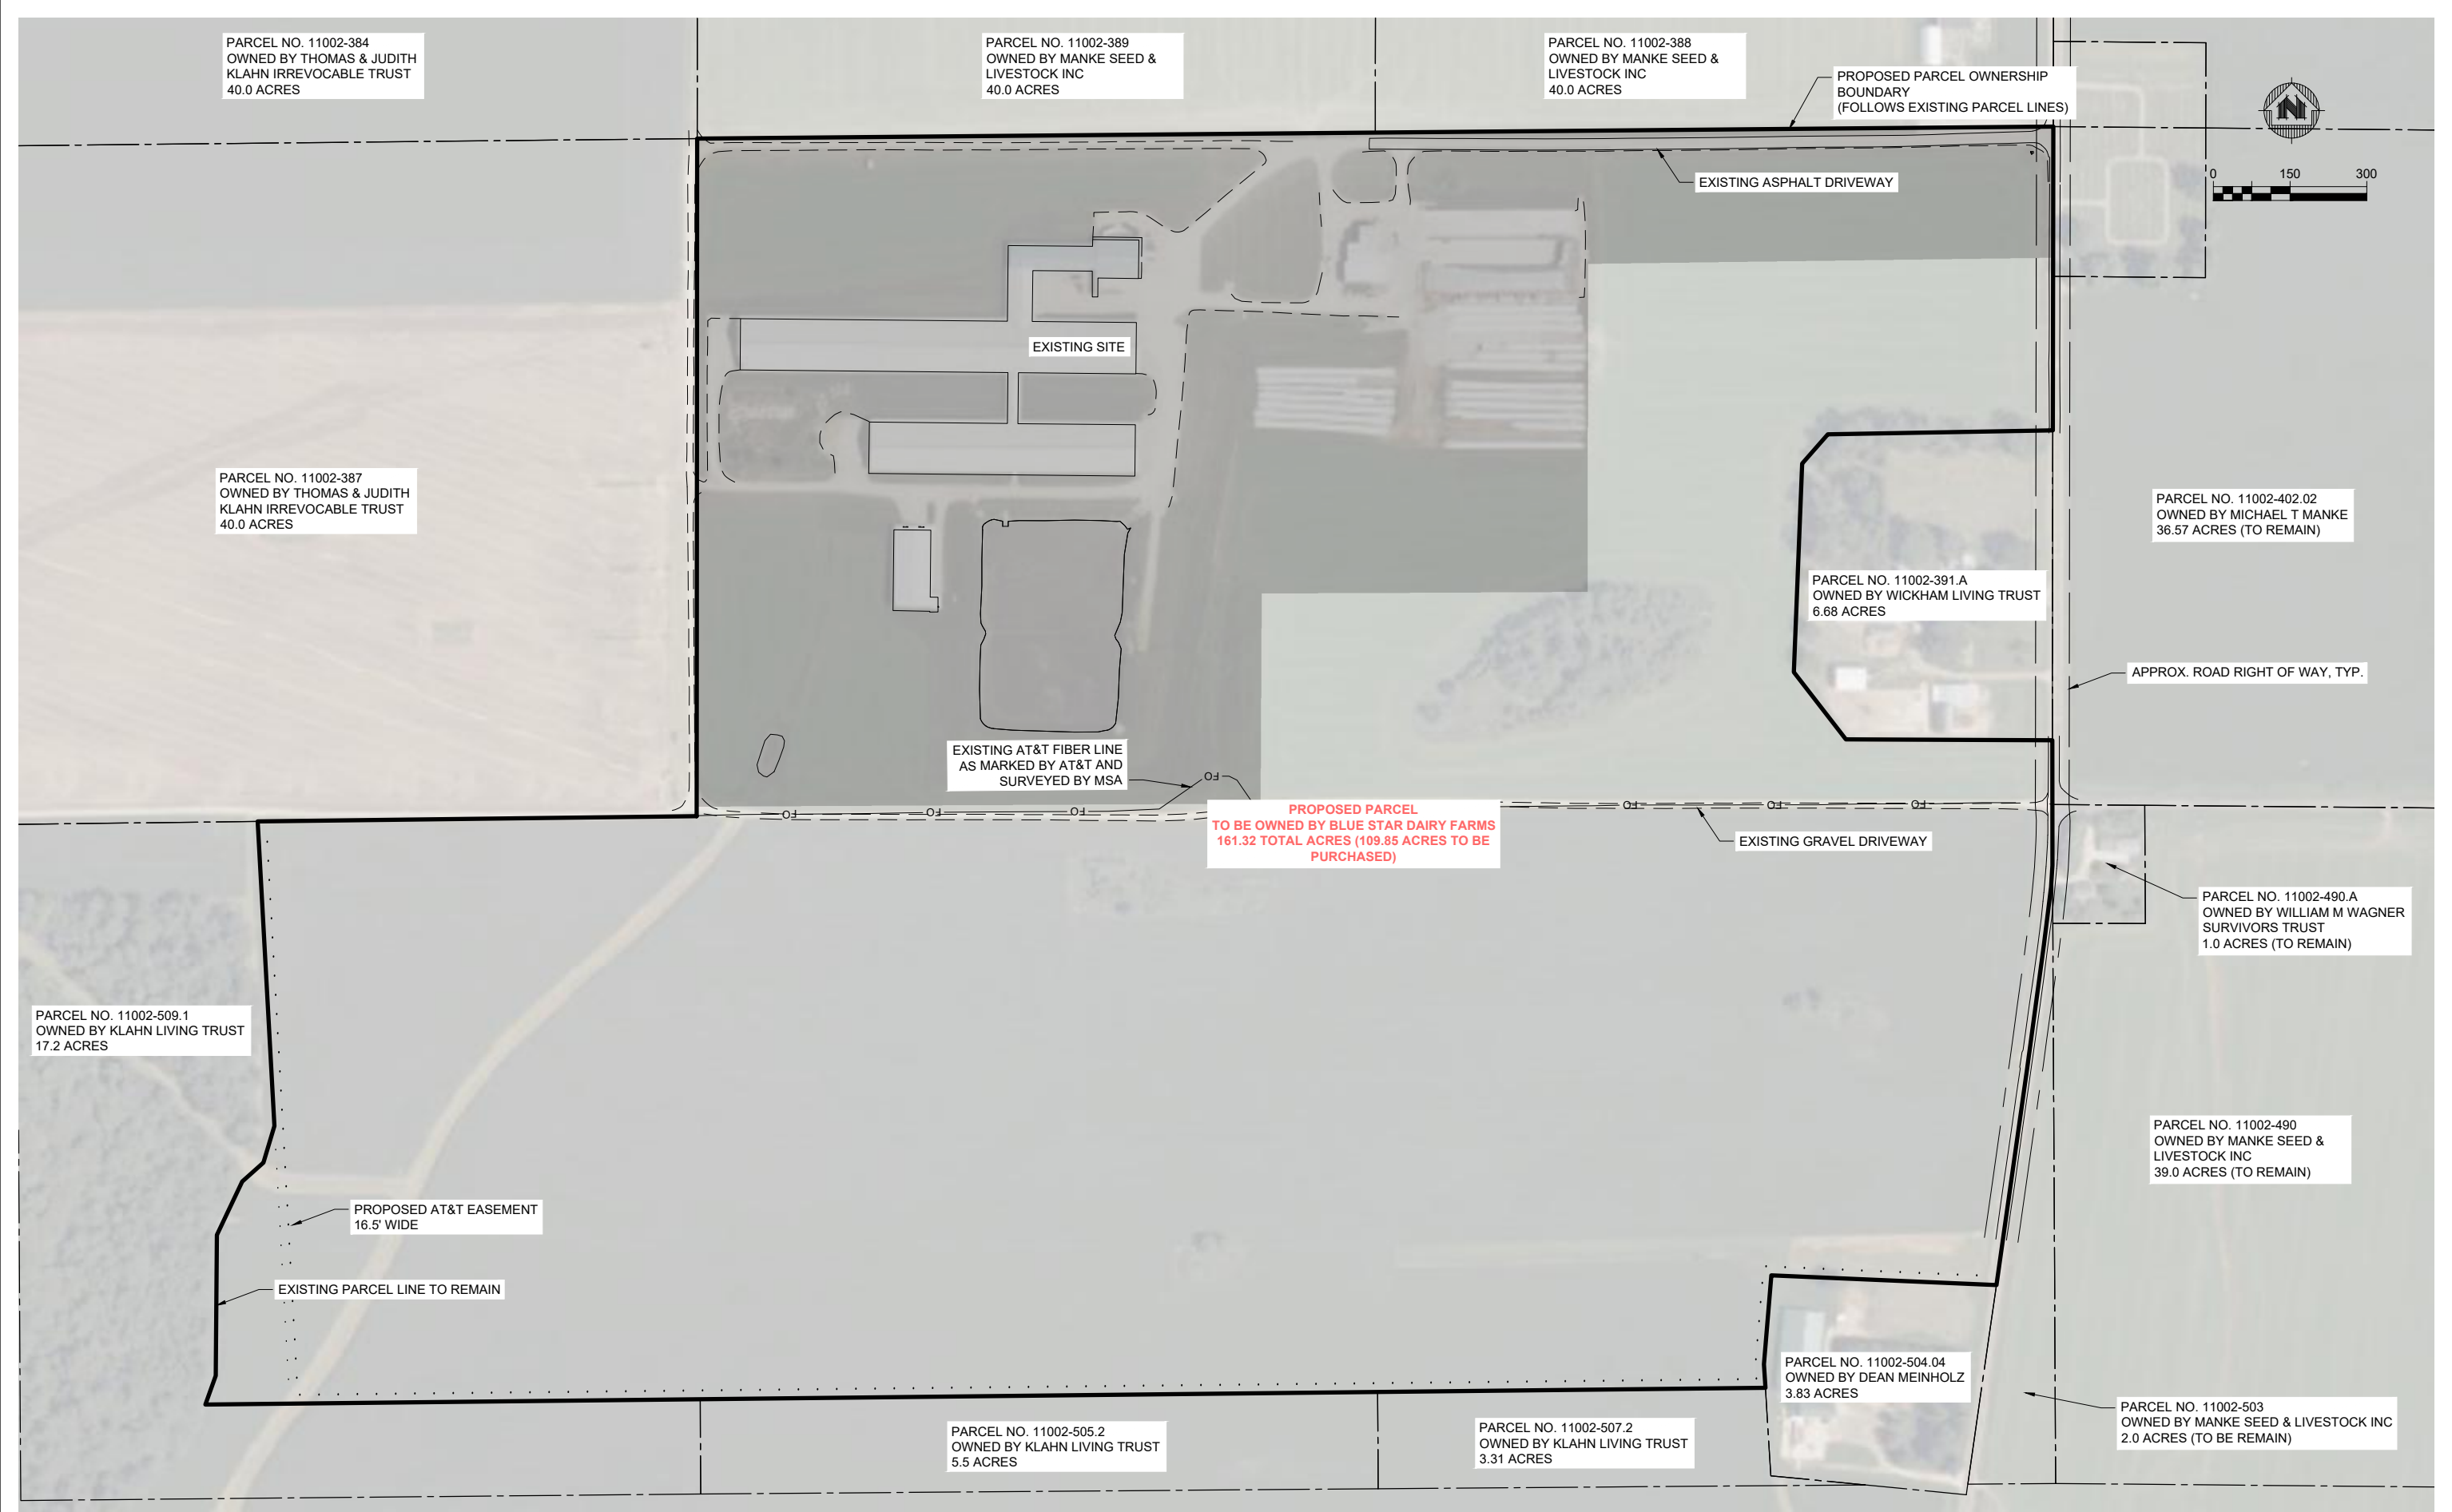 PARCEL NO. 11002-384
OWNED BY THOMAS & JUDITH
KLAHN IRREVOCABLE TRUST
40.0 ACRES
PARCEL NO. 11002-389
OWNED BY MANKE SEED &
LIVESTOCK INC
40.0 ACRES
PARCEL NO. 11002-388
OWNED BY MANKE SEED &
LIVESTOCK INC
40.0 ACRES
PROPOSED PARCEL OWNERSHIP
BOUNDARY
(FOLLOWS EXISTING PARCEL LINES)
N
0 150 300
EXISTING ASPHALT DRIVEWAY
EXISTING SITE
PARCEL NO. 11002-387
OWNED BY THOMAS & JUDITH
KLAHN IRREVOCABLE TRUST
40.0 ACRES
PARCEL NO. 11002-402.02
OWNED BY MICHAEL T MANKE
36.57 ACRES (TO REMAIN)
PARCEL NO. 11002-391.A
OWNED BY WICKHAM LIVING TRUST
6.68 ACRES
APPROX. ROAD RIGHT OF WAY, TYP.
EXISTING AT&T FIBER LINE
AS MARKED BY AT&T AND
SURVEYED BY MSA
FO
FO FO FO FO FO FO
PROPOSED PARCEL
TO BE OWNED BY BLUE STAR DAIRY FARMS
161.32 TOTAL ACRES (109.85 ACRES TO BE
PURCHASED)
EXISTING GRAVEL DRIVEWAY
PARCEL NO. 11002-490.A
OWNED BY WILLIAM M WAGNER
SURVIVORS TRUST
1.0 ACRES (TO REMAIN)
PARCEL NO. 11002-509.1
OWNED BY KLAHN LIVING TRUST
17.2 ACRES
PARCEL NO. 11002-490
OWNED BY MANKE SEED &
LIVESTOCK INC
39.0 ACRES (TO REMAIN)
PROPOSED AT&T EASEMENT
16.5' WIDE
EXISTING PARCEL LINE TO REMAIN
PARCEL NO. 11002-504.04
OWNED BY DEAN MEINHOLZ
3.83 ACRES
PARCEL NO. 11002-503
OWNED BY MANKE SEED & LIVESTOCK INC
2.0 ACRES (TO BE REMAIN)
PARCEL NO. 11002-505.2
OWNED BY KLAHN LIVING TRUST
5.5 ACRES
PARCEL NO. 11002-507.2
OWNED BY KLAHN LIVING TRUST
3.31 ACRES